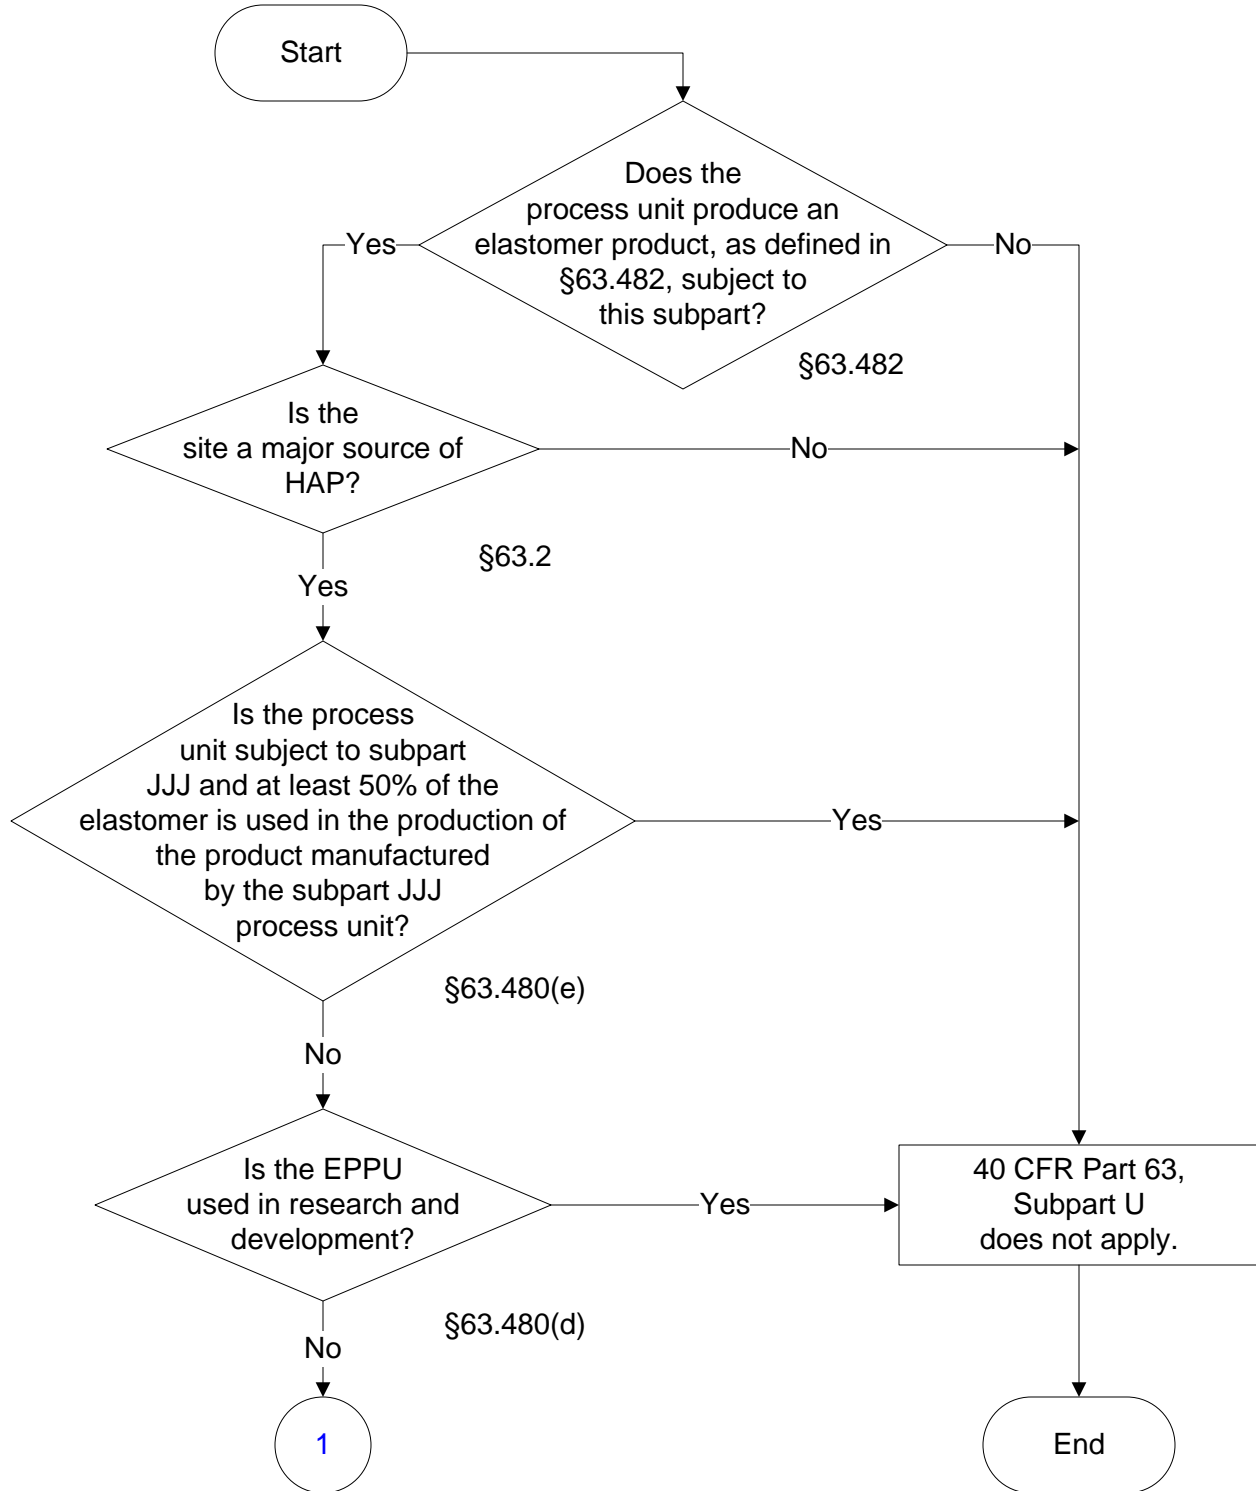 Start
Does the
process unit produce an
elastomer product, as defined in
§63.482, subject to
this subpart?
Yes
No
§63.482
Is the
site a major source of
HAP?
No
§63.2
Yes
Is the process
unit subject to subpart
JJJ and at least 50% of the
elastomer is used in the production of
the product manufactured
by the subpart JJJ
process unit?
Yes
§63.480(e)
No
Is the EPPU
used in research and
development?
Yes
40 CFR Part 63,
Subpart U
does not apply.
§63.480(d)
No
1
End